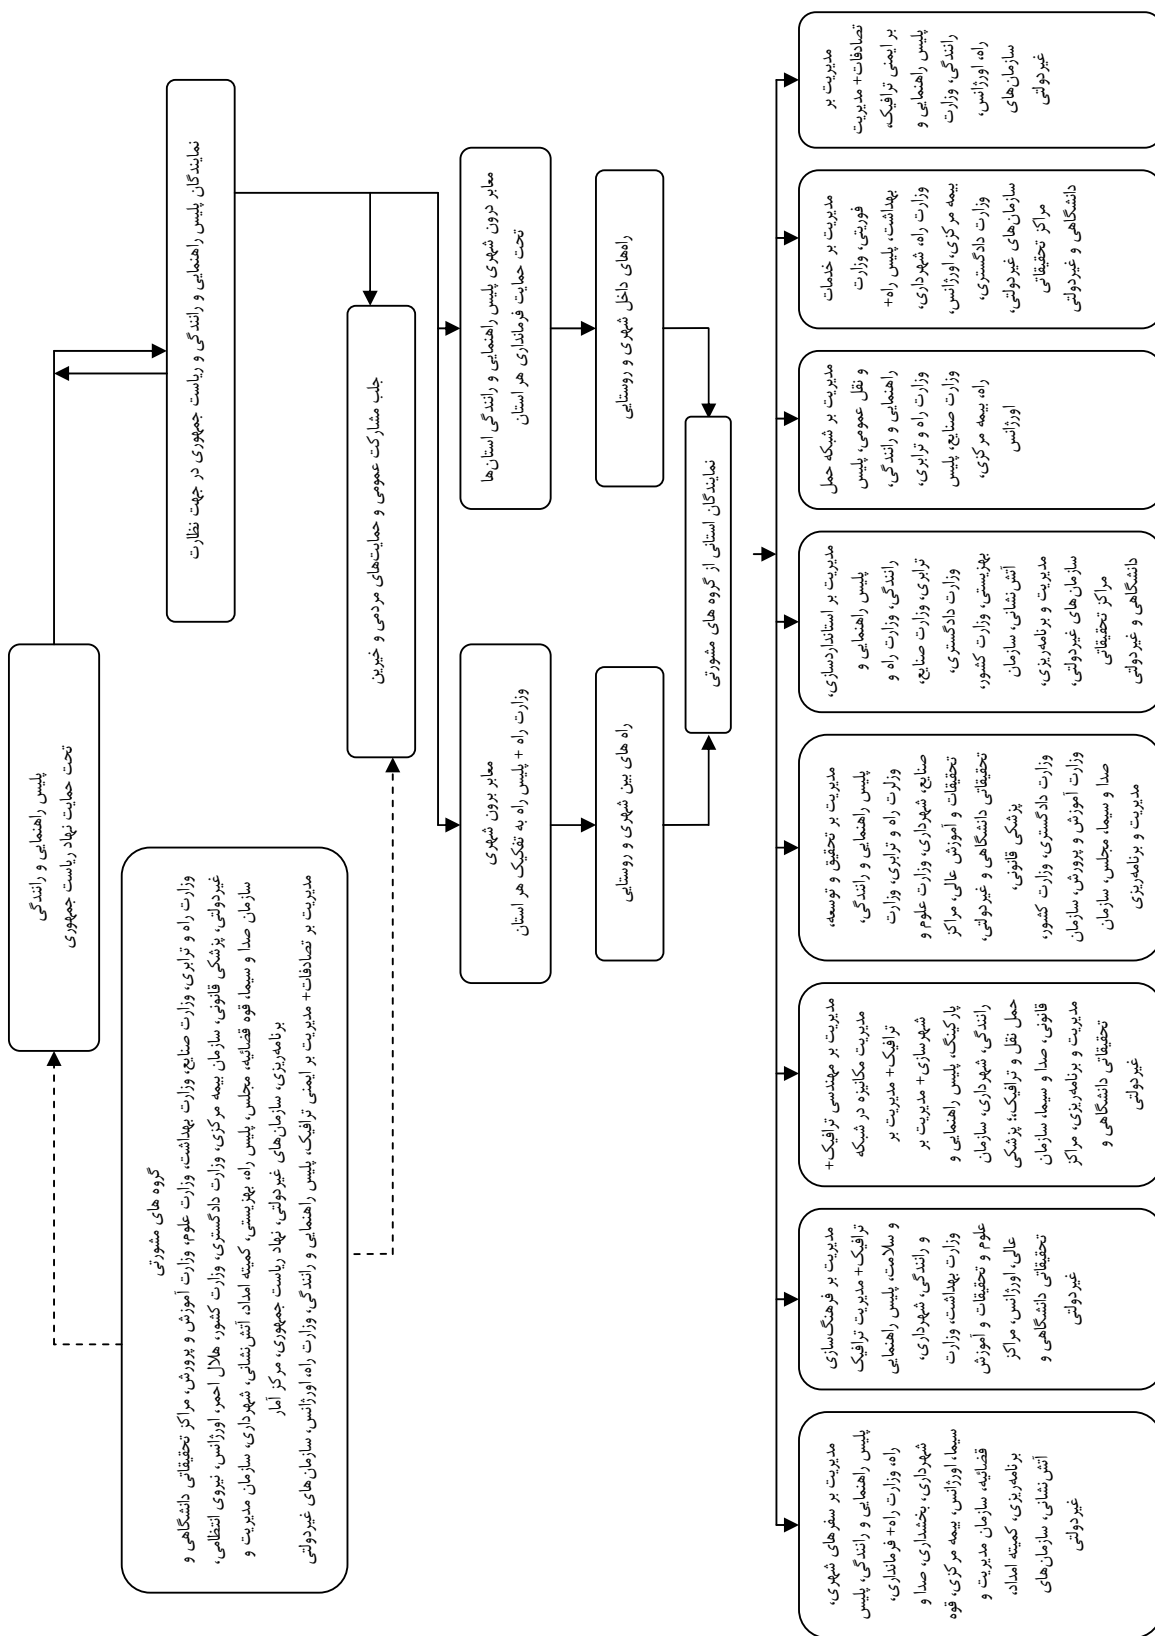 پلیس راهنمایی و رانندگی
تحت حمایت نهاد ریاست جمهوری
گروه های مشورتی
وزارت راه و ترابری، وزارت صنایع، وزارت بهداشت، وزارت علوم، وزارت آموزش و پرورش، مراکز تحقیقاتی دانشگاهی و
غیردولتی، پزشکی قانونی، سازمان بیمه مرکزی، وزارت دادگستری، وزارت کشور، هلال احمر، اورژانس، نیروی انتظامی،
سازمان صدا و سیما، قوه قضائیه، مجلس، پلیس راه، بهزیستی، کمیته امداد، آتش‌نشانی، شهرداری، سازمان مدیریت و
برنامه‌ریزی، سازمان‌های غیردولتی، نهاد ریاست جمهوری، مرکز آمار
مدیریت بر تصادفات+ مدیریت بر ایمنی ترافیک، پلیس راهنمایی و رانندگی، وزارت راه، اورژانس، سازمان‌های غیردولتی
نمایندگان پلیس راهنمایی و رانندگی و ریاست جمهوری در جهت نظارت
جلب مشارکت عمومی و حمایت‌های مردمی و خیرین
معابر درون شهری پلیس راهنمایی و رانندگی استان‌ها
تحت حمایت فرمانداری هر استان
معابر برون شهری
وزارت راه + پلیس راه به تفکیک هر استان
راه‌های داخل شهری و روستایی
راه های بین شهری و روستایی
نمایندگان استانی از گروه های مشورتی
مدیریت بر
تصادفات+ مدیریت
بر ایمنی ترافیک،
پلیس راهنمایی و
رانندگی، وزارت
راه، اورژانس،
سازمان‌های
غیردولتی
مدیریت بر خدمات
فوریتی، وزارت
بهداشت، پلیس راه+
وزارت راه، شهرداری،
بیمه مرکزی، اورژانس،
وزارت دادگستری،
سازمان‌های غیردولتی،
مراکز تحقیقاتی
دانشگاهی و غیردولتی
مدیریت بر شبکه حمل
و نقل عمومی، پلیس
راهنمایی و رانندگی،
وزارت راه و ترابری،
وزارت صنایع، پلیس
راه، بیمه مرکزی،
اورژانس
مدیریت بر استانداردسازی،
پلیس راهنمایی و
رانندگی، وزارت راه و
ترابری، وزارت صنایع،
وزارت دادگستری،
بهزیستی، وزارت کشور،
آتش‌نشانی، سازمان
مدیریت و برنامه‌ریزی،
سازمان‌های غیردولتی،
مراکز تحقیقاتی
دانشگاهی و غیردولتی
مدیریت بر تحقیق و توسعه،
پلیس راهنمایی و رانندگی،
وزلرت راه و ترابری، وزارت
صنایع، شهرداری، وزارت علوم و
تحقیقات و آموزش عالی، مراکز
تحقیقاتی دانشگاهی و غیردولتی،
پزشکی قانونی،
وزارت دادگستری، وزارت کشور،
وزارت آموزش و پرورش، سازمان
صدا و سیما، مجلس، سازمان
مدیریت و برنامه‌ریزی
مدیریت بر مهندسی ترافیک+
مدیریت مکانیزه در شبکه
ترافیک+ مدیریت بر
شهرسازی+ مدیریت بر
پارکینگ، پلیس راهنمایی و
رانندگی، شهرداری، سازمان
حمل نقل و ترافیک،؛ پزشکی
قانونی، صدا و سیما، سازمان
مدیریت و برنامه‌ریزی، مراکز
تحقیقاتی دانشگاهی و
غیردولتی
مدیریت بر فرهنگ‌سازی
ترافیک+ مدیریت ترافیک
و سلامت، پلیس راهنمایی
و رانندگی، شهرداری،
وزارت بهداشت، وزارت
علوم و تحقیقات و آموزش
عالی، اورژانس، مراکز
تحقیقاتی دانشگاهی و
غیردولتی
مدیریت بر سفرهای شهری،
پلیس راهنمایی و رانندگی، پلیس
راه، وزارت راه+ فرمانداری،
شهرداری، بخشداری، صدا و
سیما، اورژانس، بیمه مرکزی، قوه
قضائیه، سازمان مدیریت و
برنامه‌ریزی، کمیته امداد،
آتش‌نشانی، سازمان‌های
غیردولتی